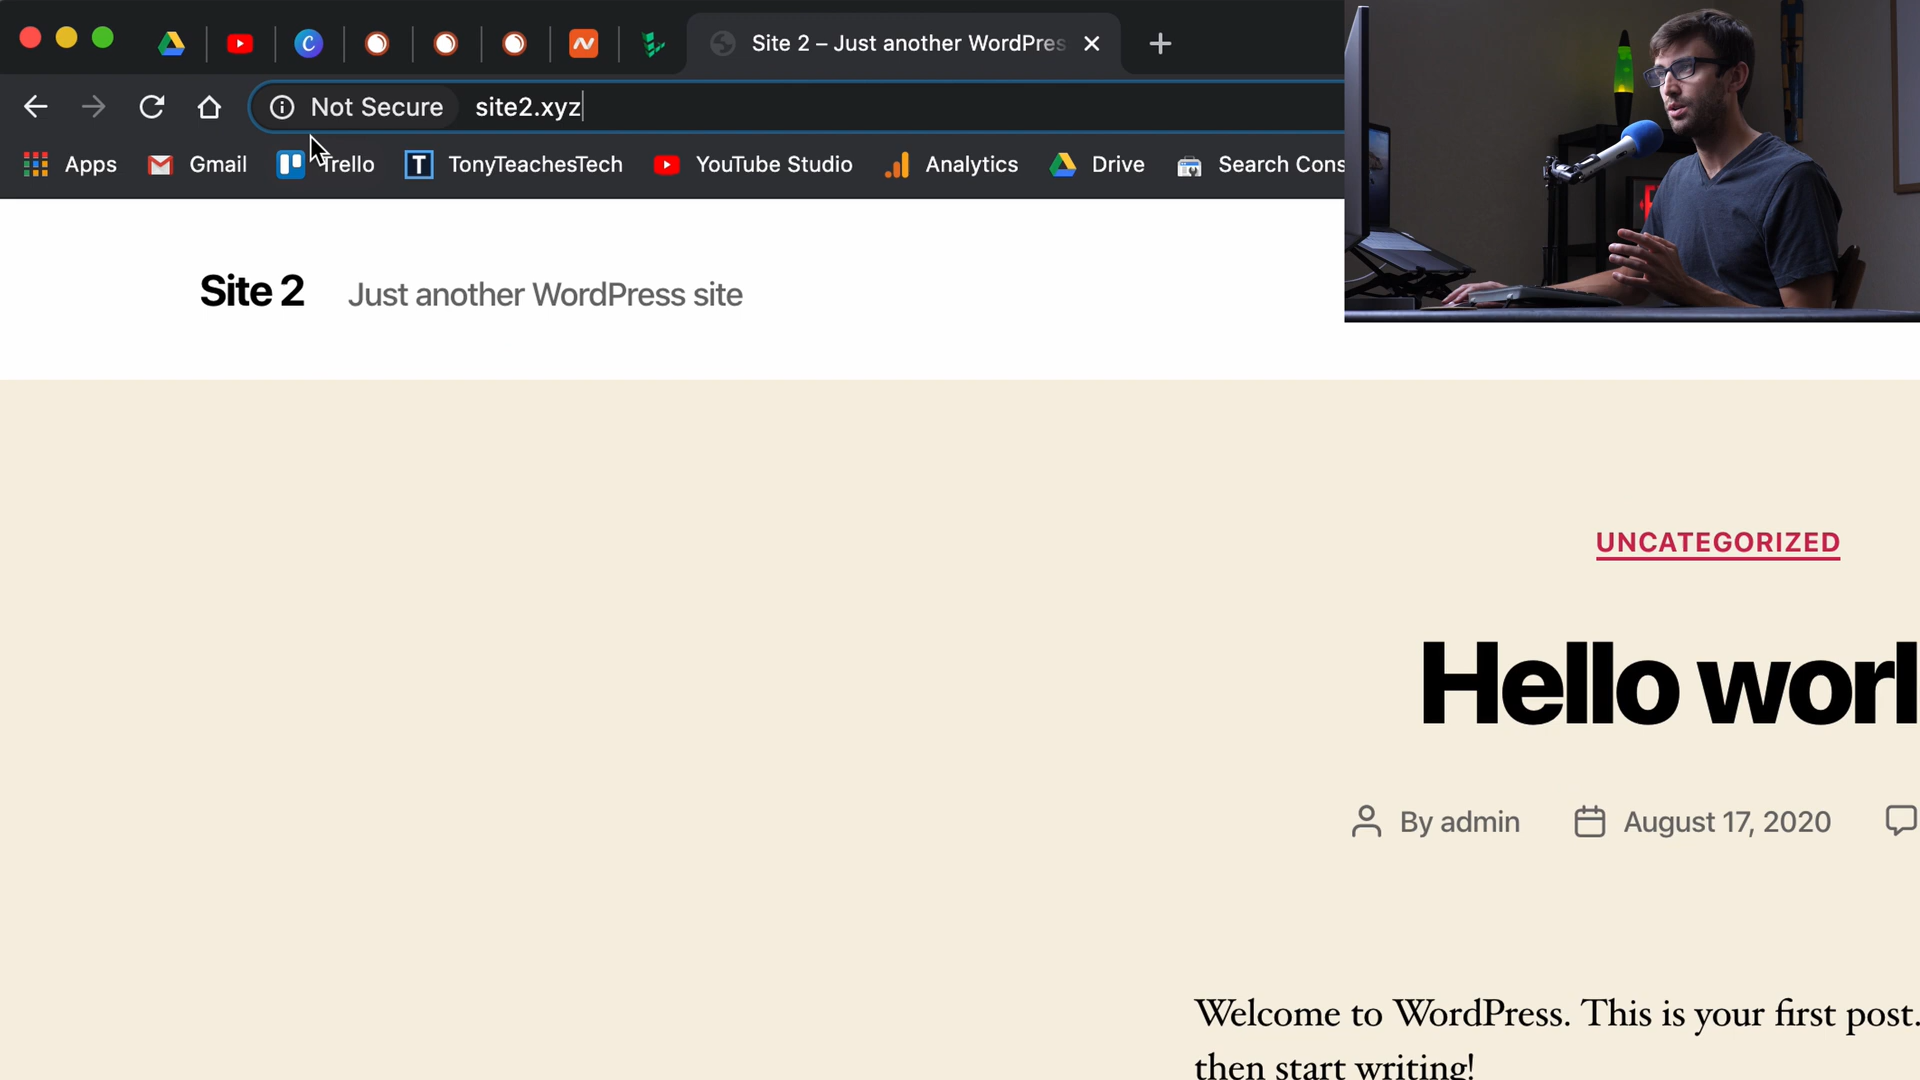 Site 2 – Just another WordPres
Not Secure site2.xyz
Apps Gmail Trello TonyTeachesTech YouTube Studio Analytics Drive Search Cons
Site 2 Just another WordPress site
UNCATEGORIZED
Hello worl
By admin August 17, 2020
Welcome to WordPress. This is your first post.
then start writing!